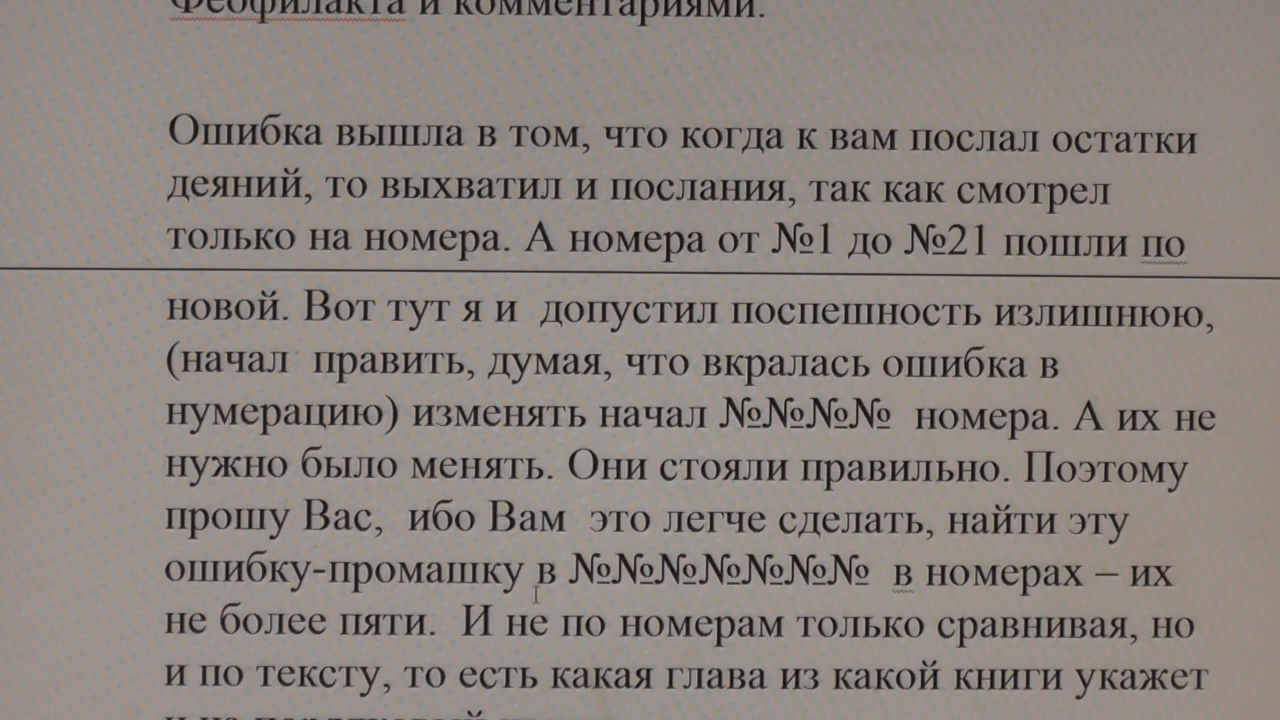 Феофилакта и комментариями.
Ошибка вышла в том, что когда к вам послал остатки
деяний, то выхватил и послания, так как смотрел
только на номера. А номера от №1 до №21 пошли по
новой. Вот тут я и  допустил поспешность излишнюю,
(начал  править, думая, что вкралась ошибка в
нумерацию) изменять начал №№№№  номера. А их не
нужно было менять. Они стояли правильно. Поэтому
прошу Вас,  ибо Вам  это легче сделать, найти эту
ошибку-промашку в №№№№№№№  в номерах – их
не более пяти.  И не по номерам только сравнивая, но
и по тексту, то есть какая глава из какой книги укажет